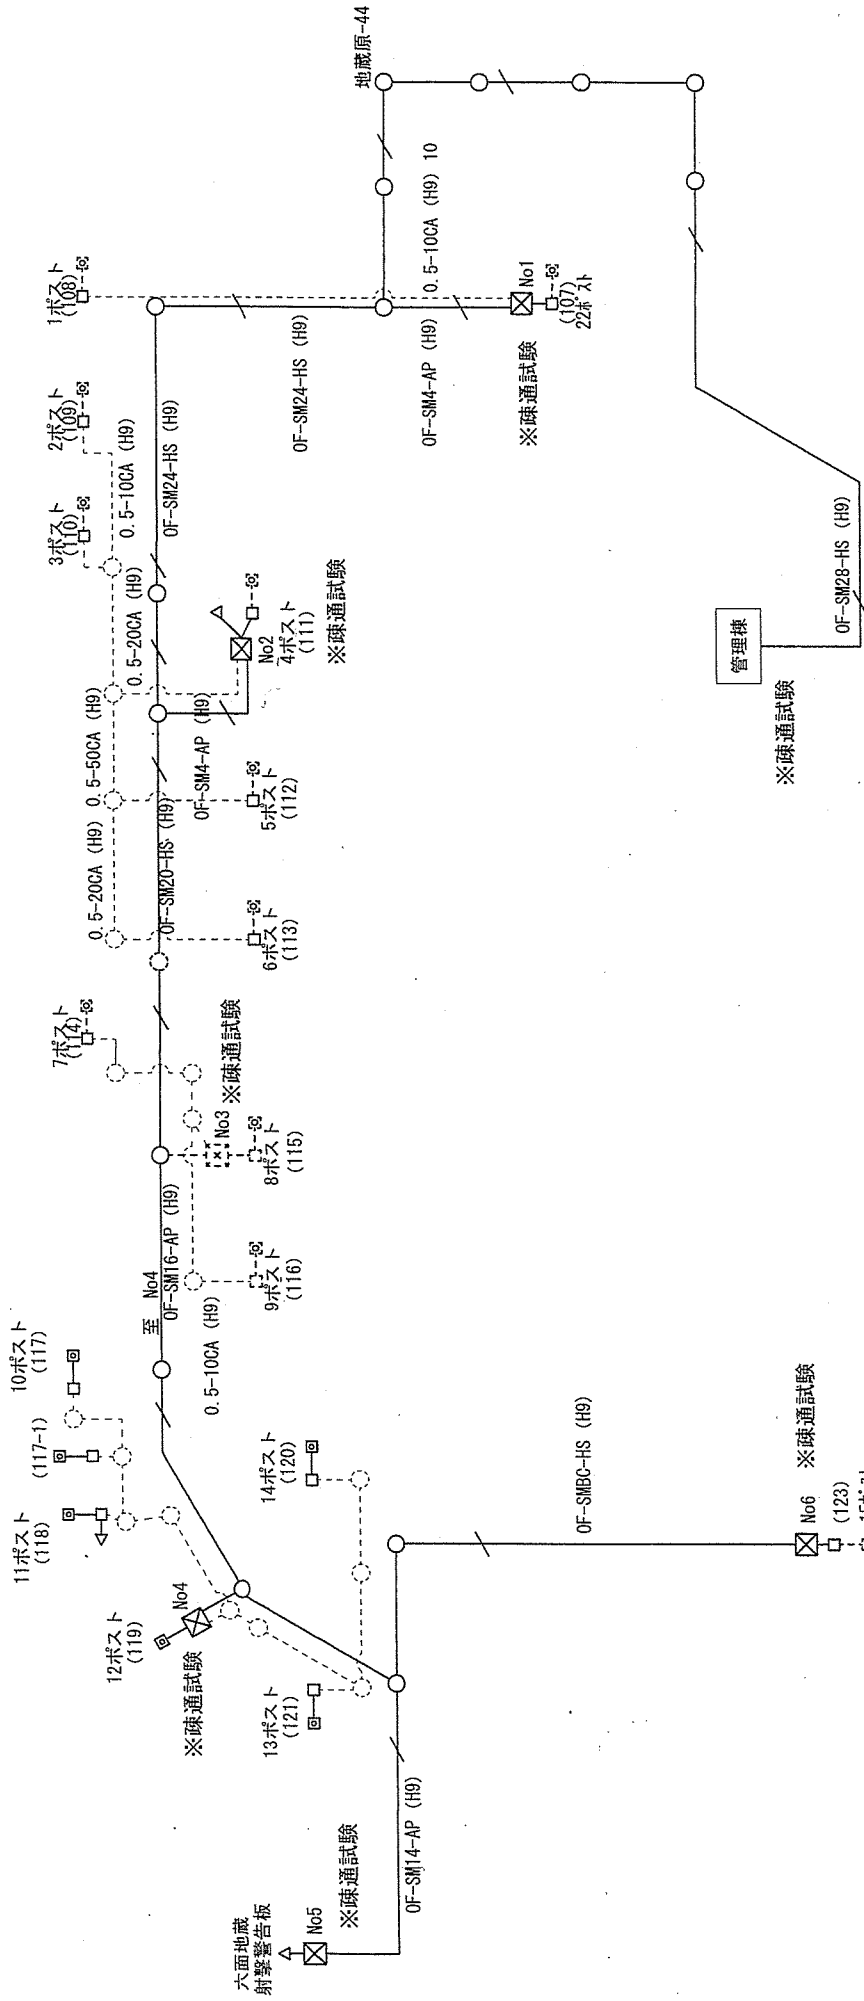 地蔵原-44
1ポスト
(108)
2ポスト
(109)
3ポスト
(110)
0.5-10CA (H9)
0.5-20CA (H9)
0.5-50CA (H9)
0.5-20CA (H9)
OF-SM24-HS (H9)
OF-SM24-HS (H9)
0.5-10CA (H9) 10
OF-SM4-AP (H9)
No1
(107)
22ポスト
※疎通試験
No2
4ポスト
(111)
※疎通試験
OF-SM4-AP (H9)
5ポスト
(112)
OF-SM20-HS (H9)
6ポスト
(113)
7ポスト
(114)
※疎通試験
No3
8ポスト
(115)
9ポスト
(116)
OF-SM16-AP (H9)
至 No4
0.5-10CA (H9)
10ポスト
(117)
(117-1)
11ポスト
(118)
12ポスト
(119)
No4
※疎通試験
13ポスト
(121)
14ポスト
(120)
OF-SM14-AP (H9)
六面地蔵
射撃警告板
No5
※疎通試験
OF-SMBC-HS (H9)
No6
※疎通試験
(123)
管理棟
※疎通試験
OF-SM28-HS (H9)